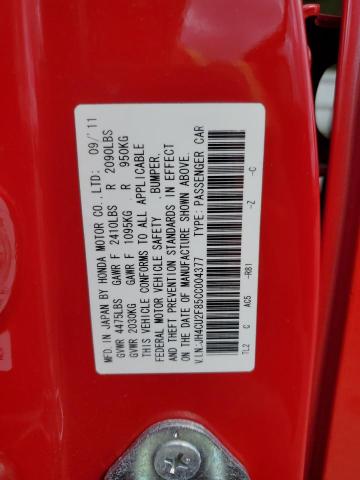 MFD. IN JAPAN BY HONDA MOTOR CO., LTD: 09/'11
GVWR 4475LBS GAWR F 2410LBS R 2090LBS
GVWR 2030KG GAWR F 1095KG R 950KG
THIS VEHICLE CONFORMS TO ALL APPLICABLE
FEDERAL MOTOR VEHICLE SAFETY, BUMPER,
AND THEFT PREVENTION STANDARDS IN EFFECT
ON THE DATE OF MANUFACTURE SHOWN ABOVE.
V.I.N.:JH4CU2F85CC004377 TYPE: PASSENGER CAR
TL2 C AC5 -R81 -Z -C